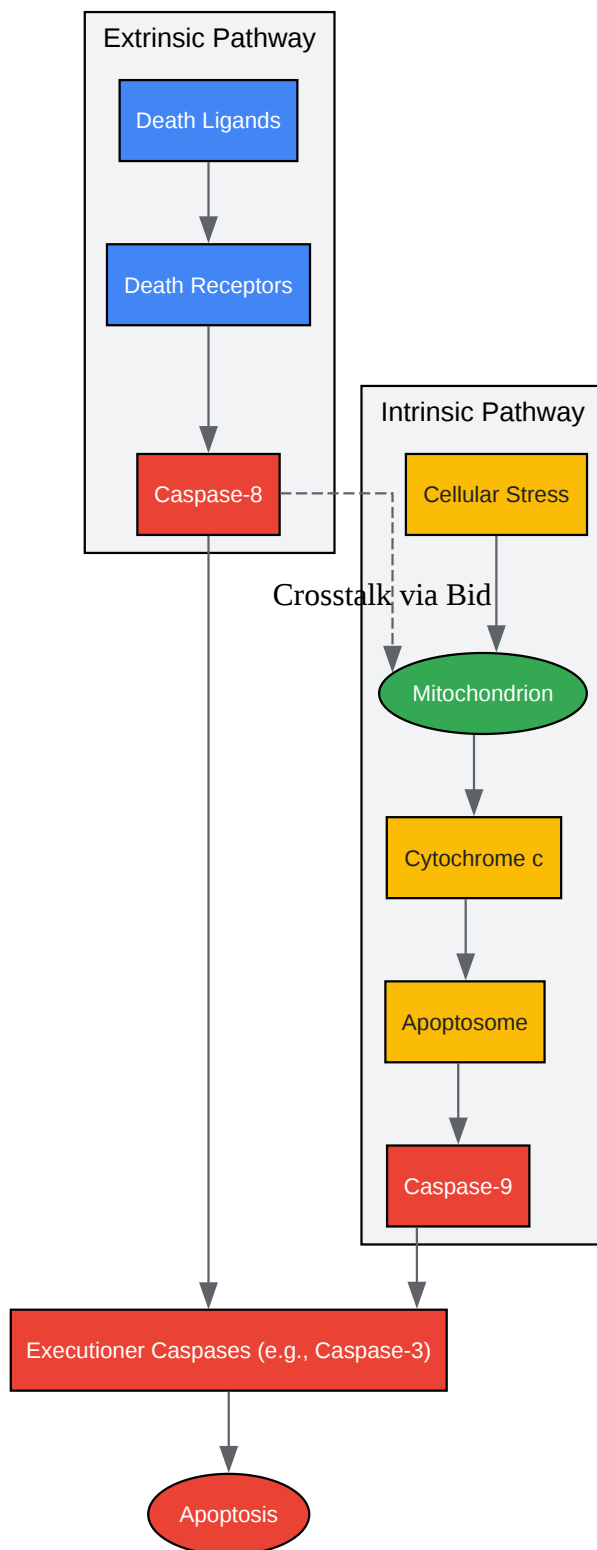 Extrinsic Pathway
Death Ligands
Death Receptors
Caspase-8
Intrinsic Pathway
Cellular Stress
Crosstalk via Bid
Mitochondrion
Cytochrome c
Apoptosome
Caspase-9
Executioner Caspases (e.g., Caspase-3)
Apoptosis